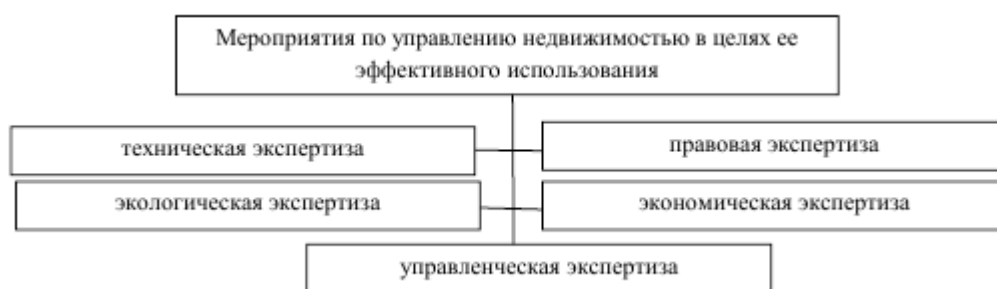 Мероприятия по управлению недвижимостью в целях ее
эффективного использования
техническая экспертиза
правовая экспертиза
экологическая экспертиза
экономическая экспертиза
управленческая экспертиза